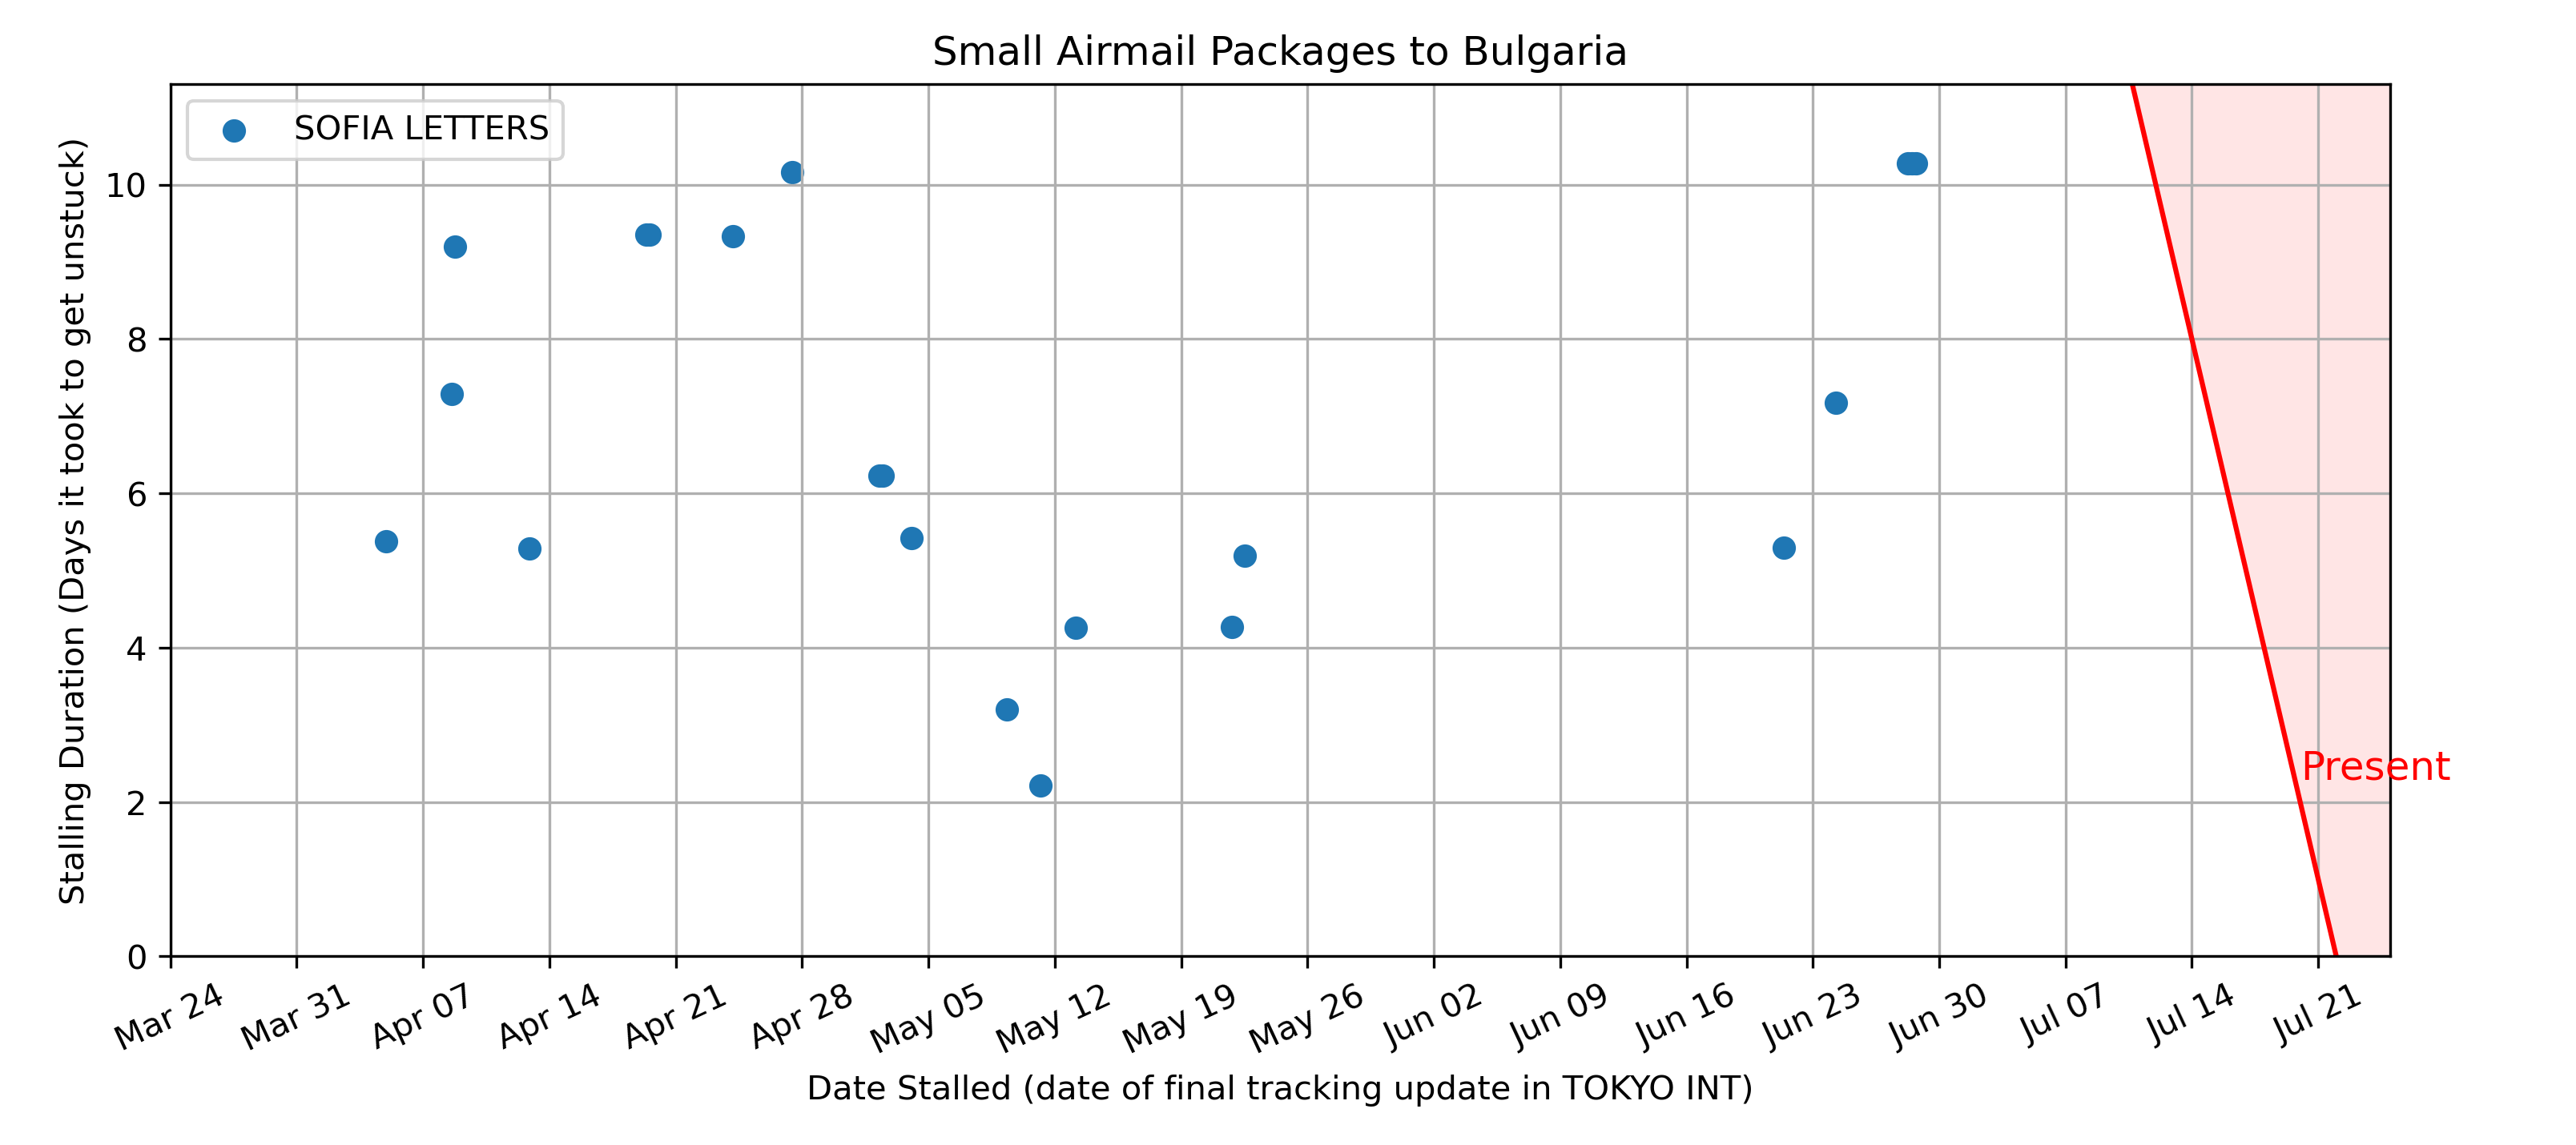 Small Airmail Packages to Bulgaria
SOFIA LETTERS
Stalling Duration (Days it took to get unstuck)
10
8
6
4
2
0
Present
Mar 24
Mar 31
Apr 07
Apr 14
Apr 21
Apr 28
May 05
May 12
May 19
May 26
Jun 02
Jun 09
Jun 16
Jun 23
Jun 30
Jul 07
Jul 14
Jul 21
Date Stalled (date of final tracking update in TOKYO INT)